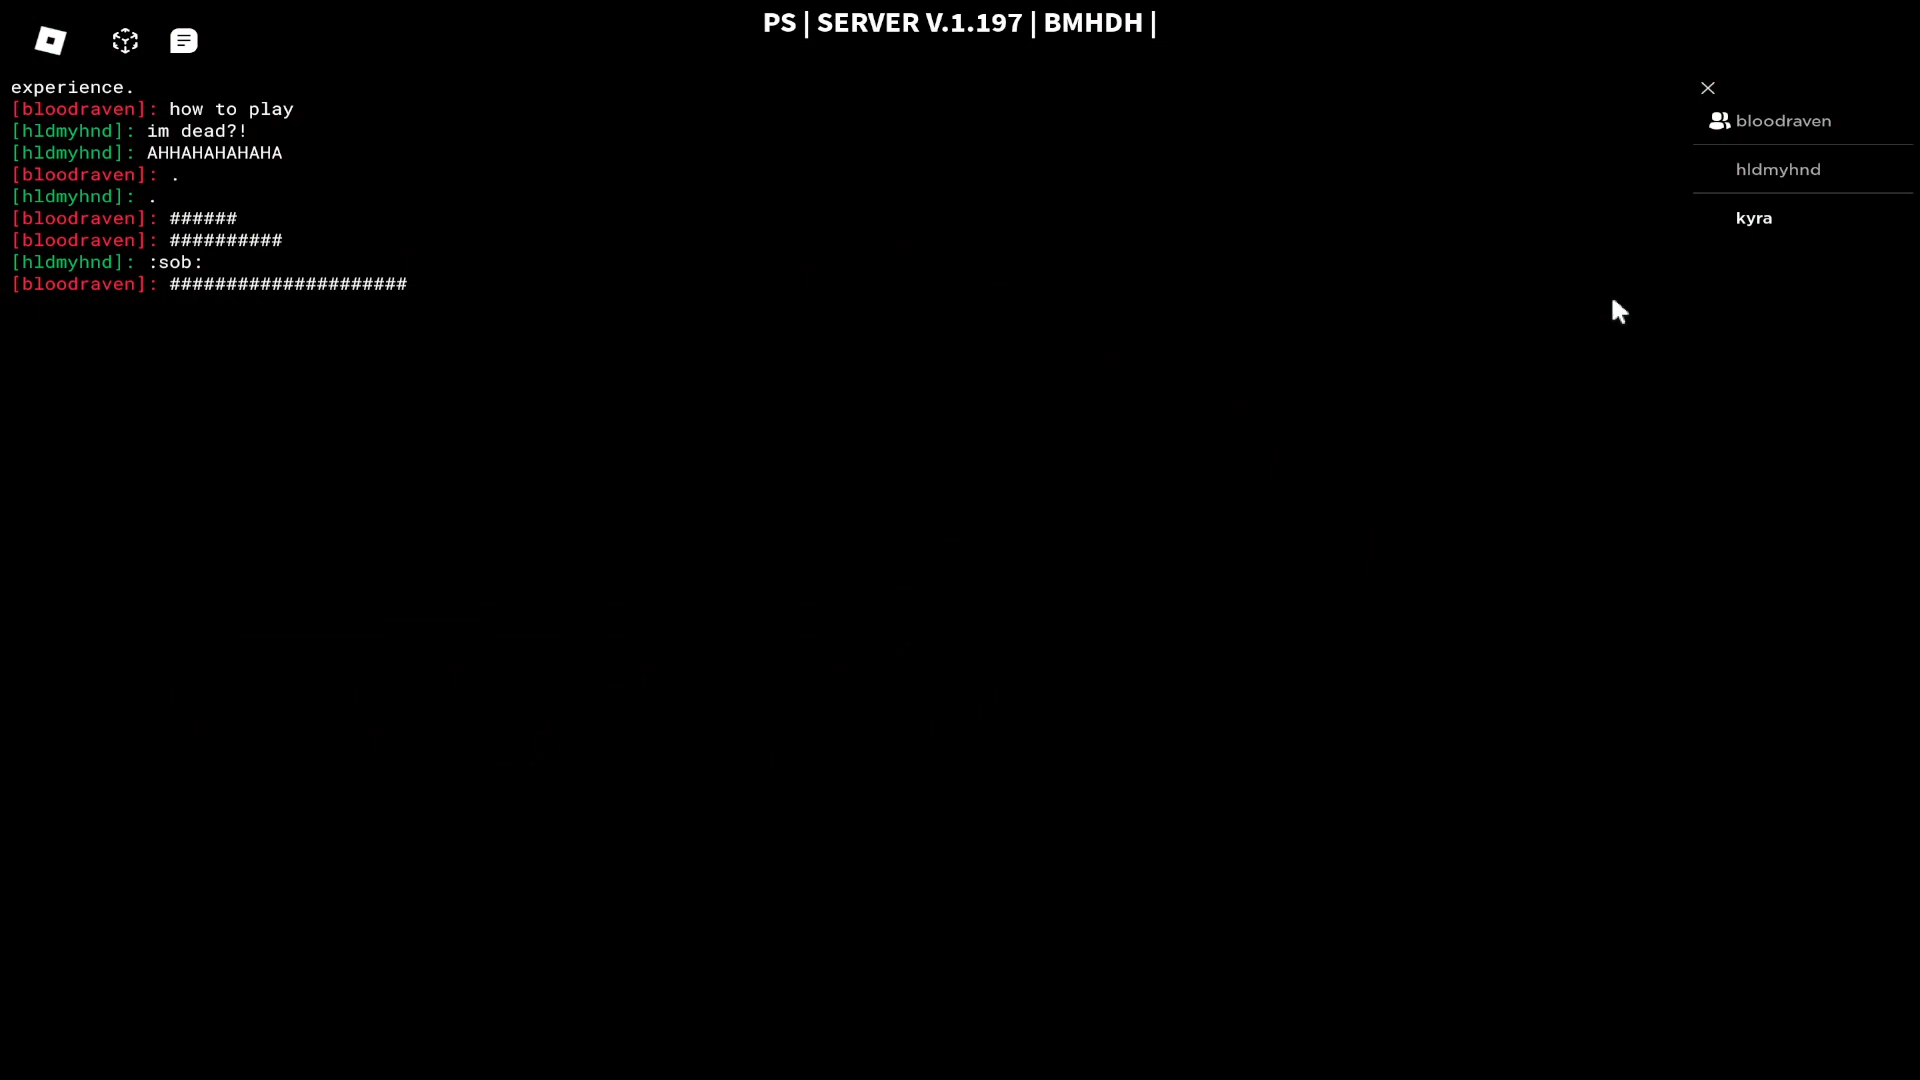 PS | SERVER V.1.197 | BMHDH |
experience.
[bloodraven]: how to play
[hldmyhnd]: im dead?!
[hldmyhnd]: AHHAHAHAHAHA
[bloodraven]: .
[hldmyhnd]: .
[bloodraven]: ######
[bloodraven]: ##########
[hldmyhnd]: :sob:
[bloodraven]: #####################
bloodraven
hldmyhnd
kyra